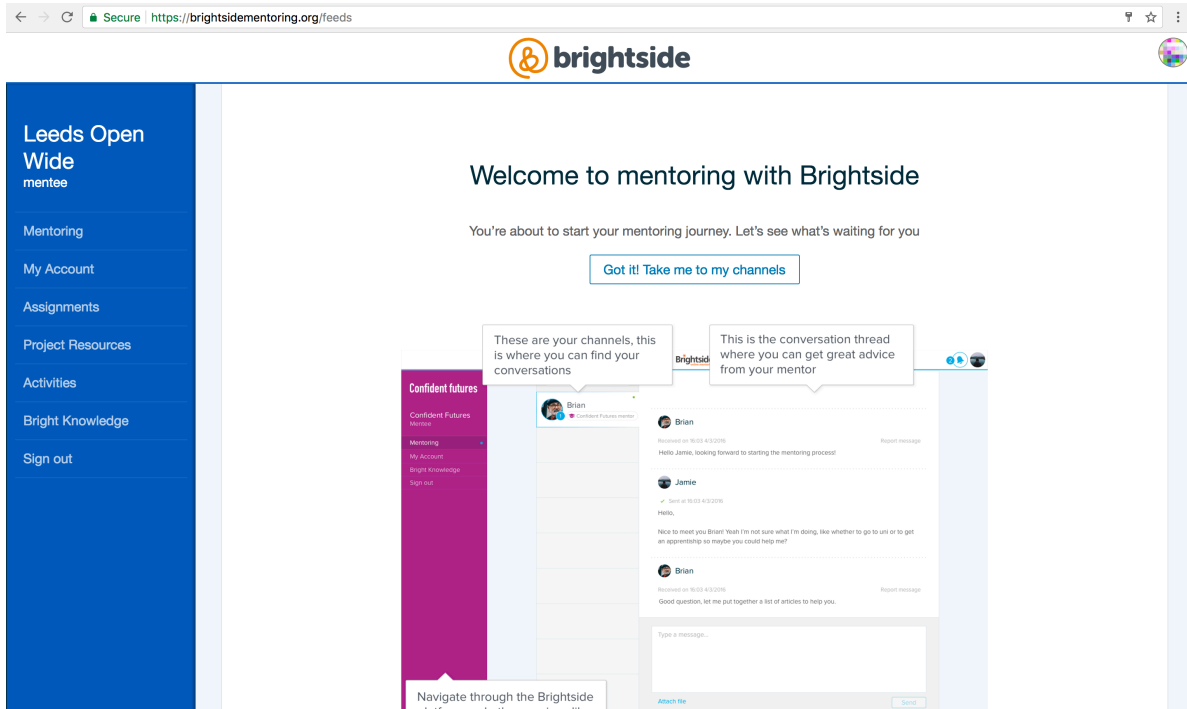 Secure https://brightsidementoring.org/feeds
brightside
Leeds Open
Wide
mentee
Mentoring
My Account
Assignments
Project Resources
Activities
Bright Knowledge
Sign out
Welcome to mentoring with Brightside
You're about to start your mentoring journey. Let's see what's waiting for you
Got it! Take me to my channels
These are your channels, this
is where you can find your
conversations
This is the conversation thread
where you can get great advice
from your mentor
2
Confident futures
Confident Futures
Mentee
Mentoring
My Account
Bright Knowledge
Sign out
Brian
Confident Futures mentor
Brian
Received on 16:03 4/3/2016 Report message
Hello Jamie, looking forward to starting the mentoring process!
Jamie
Sent at 16:03 4/3/2016
Hello,
Nice to meet you Brian! Yeah I'm not sure what I'm doing, like whether to go to uni or to get
an apprentiship so maybe you could help me?
Brian
Received on 16:03 4/3/2016 Report message
Good question, let me put together a list of articles to help you.
Type a message...
Attach file
Send
Navigate through the Brightside